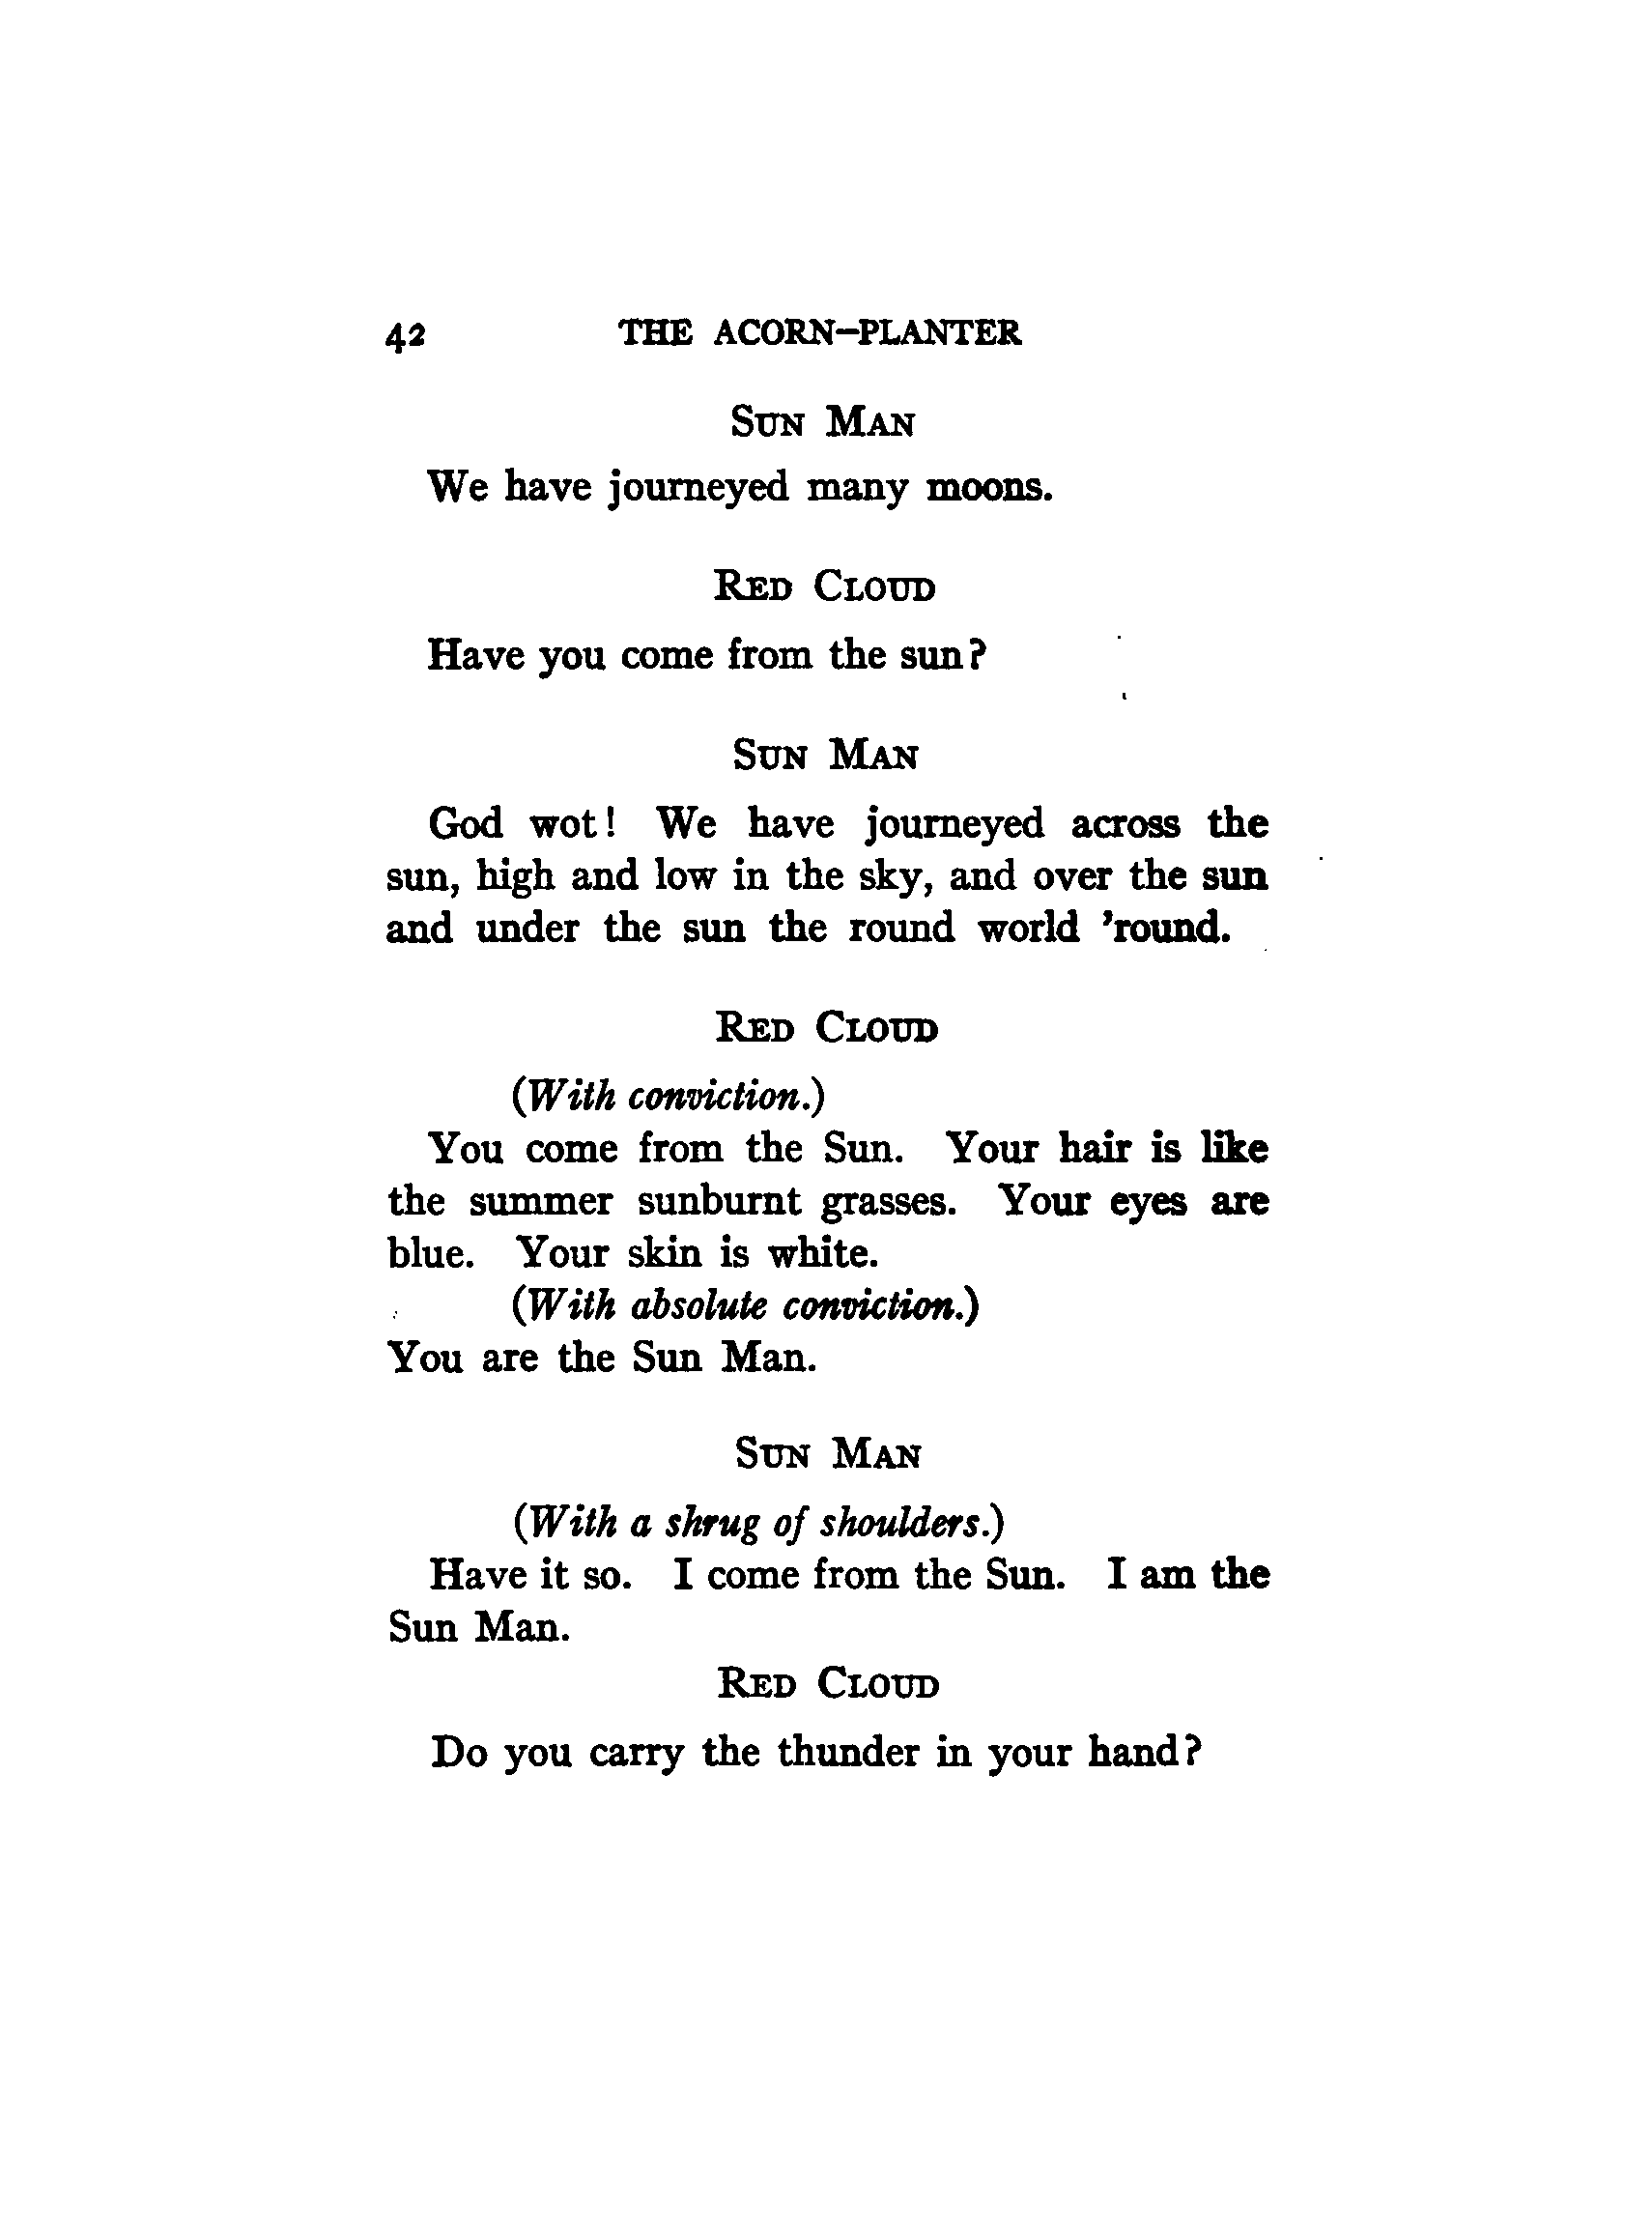 42 THE ACORN–PLANTER
SUN MAN
We have journeyed many moons.
RED CLOUD
Have you come from the sun?
SUN MAN
God wot! We have journeyed across the
sun, high and low in the sky, and over the sun
and under the sun the round world ’round.
RED CLOUD
(With conviction.)
You come from the Sun. Your hair is like
the summer sunburnt grasses. Your eyes are
blue. Your skin is white.
(With absolute conviction.)
You are the Sun Man.
SUN MAN
(With a shrug of shoulders.)
Have it so. I come from the Sun. I am the
Sun Man.
RED CLOUD
Do you carry the thunder in your hand?